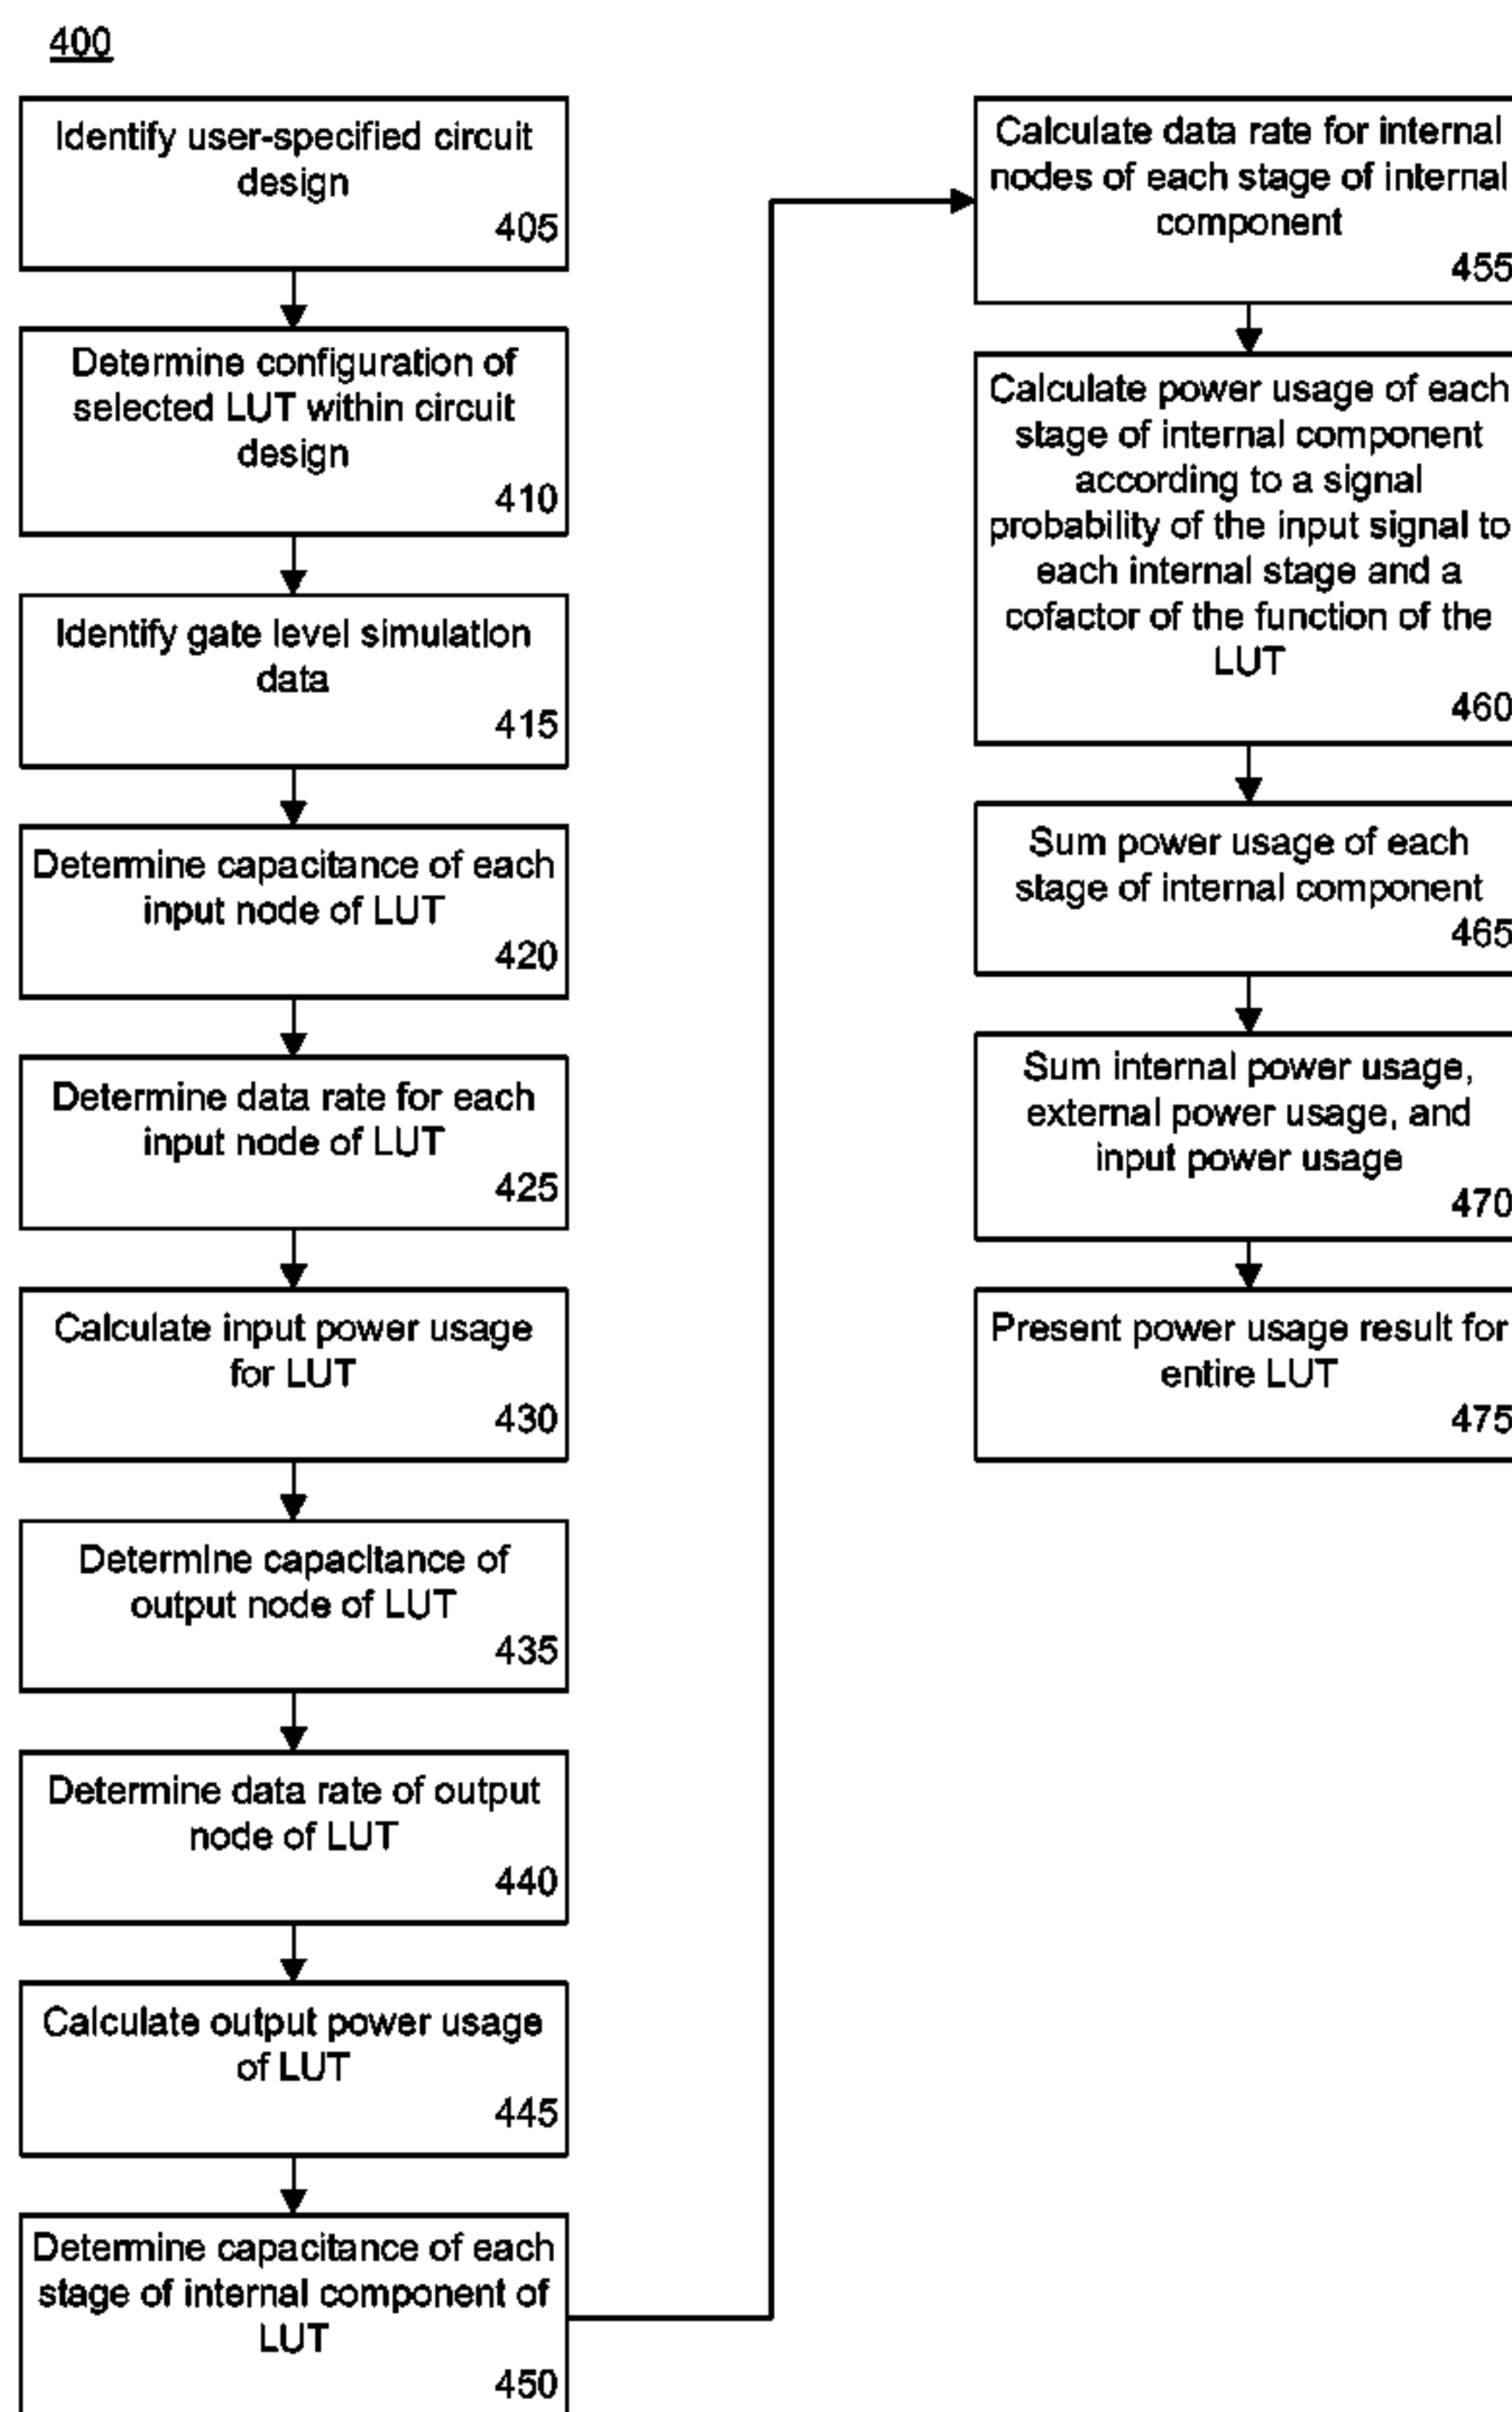 400
Identify user-specified circuit
design
405
Determine configuration of
selected LUT within circuit
design
410
Identify gate level simulation
data
415
Determine capacitance of each
input node of LUT
420
Determine data rate for each
input node of LUT
425
Calculate input power usage
for LUT
430
Determine capacitance of
output node of LUT
435
Determine data rate of output
node of LUT
440
Calculate output power usage
of LUT
445
Determine capacitance of each
stage of internal component of
LUT
450
Calculate data rate for internal
nodes of each stage of internal
component
455
Calculate power usage of each
stage of internal component
according to a signal
probability of the input signal to
each internal stage and a
cofactor of the function of the
LUT
460
Sum power usage of each
stage of internal component
465
Sum internal power usage,
external power usage, and
input power usage
470
Present power usage result for
entire LUT
475